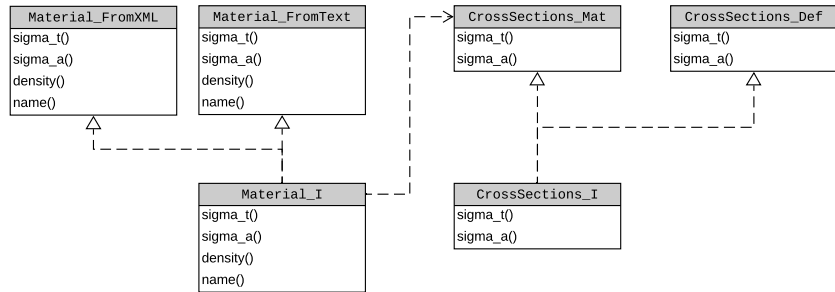 Material_FromXML
sigma_t()
sigma_a()
density()
name()
Material_FromText
sigma_t()
sigma_a()
density()
name()
CrossSections_Mat
sigma_t()
sigma_a()
CrossSections_Def
sigma_t()
sigma_a()
Material_I
sigma_t()
sigma_a()
density()
name()
CrossSections_I
sigma_t()
sigma_a()